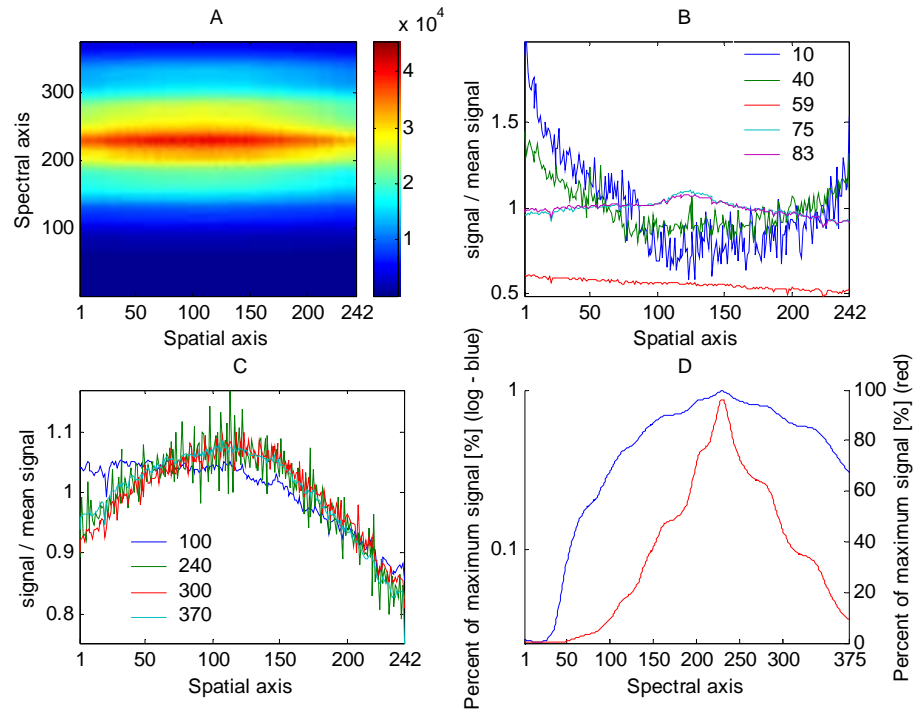 A
x 10^4
Spectral axis
300
200
100
4
3
2
1
1 50 100 150 200 242
Spatial axis
B
signal / mean signal
1.5
1
0.5
10
40
59
75
83
1 50 100 150 200 242
Spatial axis
C
signal / mean signal
1.1
1
0.9
0.8
100
240
300
370
1 50 100 150 200 242
Spatial axis
D
Percent of maximum signal [%] (log - blue)
1
0.1
Percent of maximum signal [%] (red)
100
80
60
40
20
0
1 50 100 150 200 250 300 375
Spectral axis